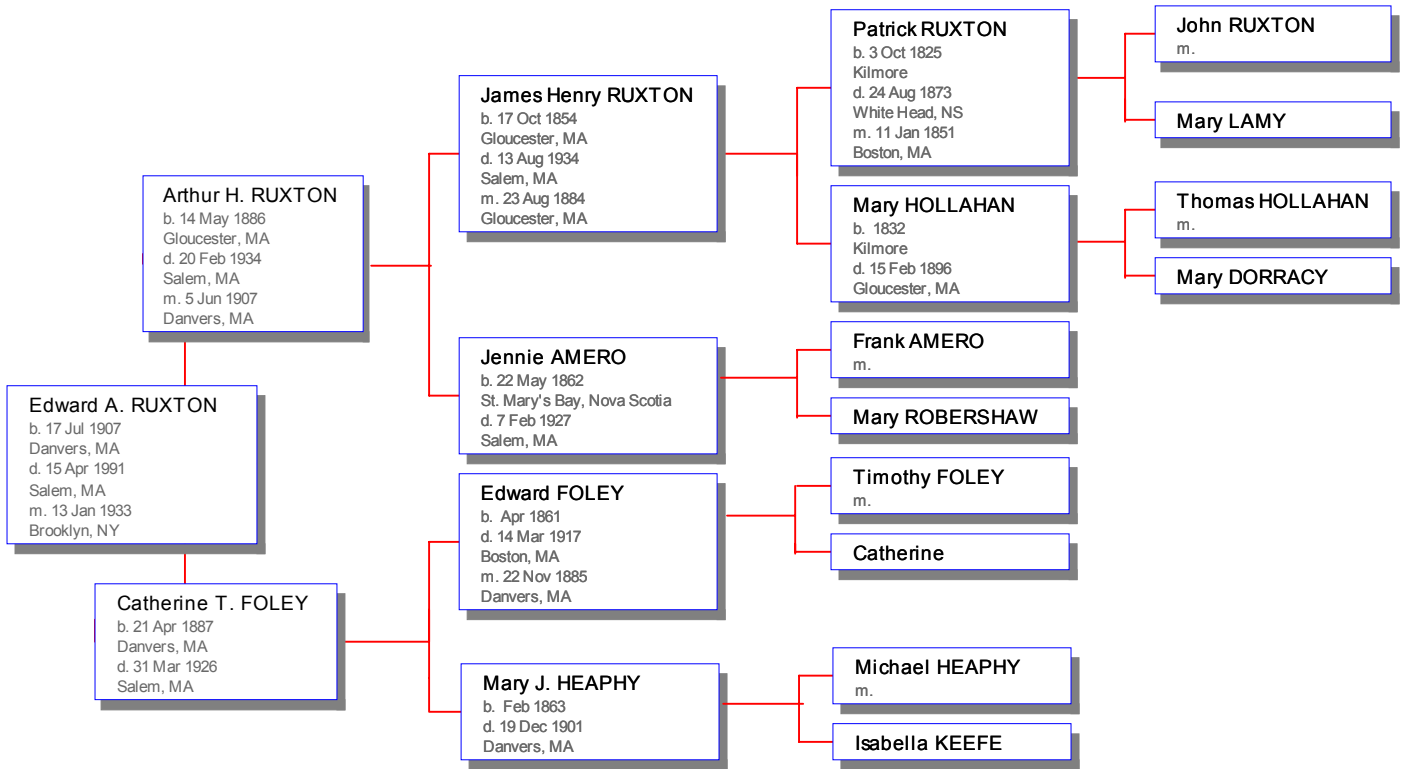 Edward A. RUXTON
b. 17 Jul 1907
Danvers, MA
d. 15 Apr 1991
Salem, MA
m. 13 Jan 1933
Brooklyn, NY
Arthur H. RUXTON
b. 14 May 1886
Gloucester, MA
d. 20 Feb 1934
Salem, MA
m. 5 Jun 1907
Danvers, MA
Catherine T. FOLEY
b. 21 Apr 1887
Danvers, MA
d. 31 Mar 1926
Salem, MA
James Henry RUXTON
b. 17 Oct 1854
Gloucester, MA
d. 13 Aug 1934
Salem, MA
m. 23 Aug 1884
Gloucester, MA
Jennie AMERO
b. 22 May 1862
St. Mary's Bay, Nova Scotia
d. 7 Feb 1927
Salem, MA
Edward FOLEY
b. Apr 1861
d. 14 Mar 1917
Boston, MA
m. 22 Nov 1885
Danvers, MA
Mary J. HEAPHY
b. Feb 1863
d. 19 Dec 1901
Danvers, MA
Patrick RUXTON
b. 3 Oct 1825
Kilmore
d. 24 Aug 1873
White Head, NS
m. 11 Jan 1851
Boston, MA
Mary HOLLAHAN
b. 1832
Kilmore
d. 15 Feb 1896
Gloucester, MA
Frank AMERO
m.
Mary ROBERSHAW
Timothy FOLEY
m.
Catherine
Michael HEAPHY
m.
Isabella KEEFE
John RUXTON
m.
Mary LAMY
Thomas HOLLAHAN
m.
Mary DORRACY